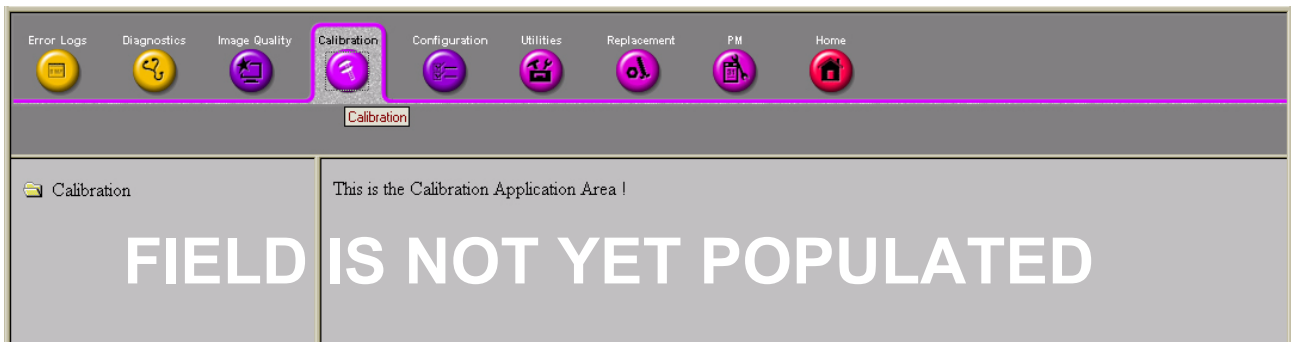 Error Logs Diagnostics Image Quality Calibration Configuration Utilities Replacement PM Home
Calibration
Calibration This is the Calibration Application Area !
FIELD IS NOT YET POPULATED